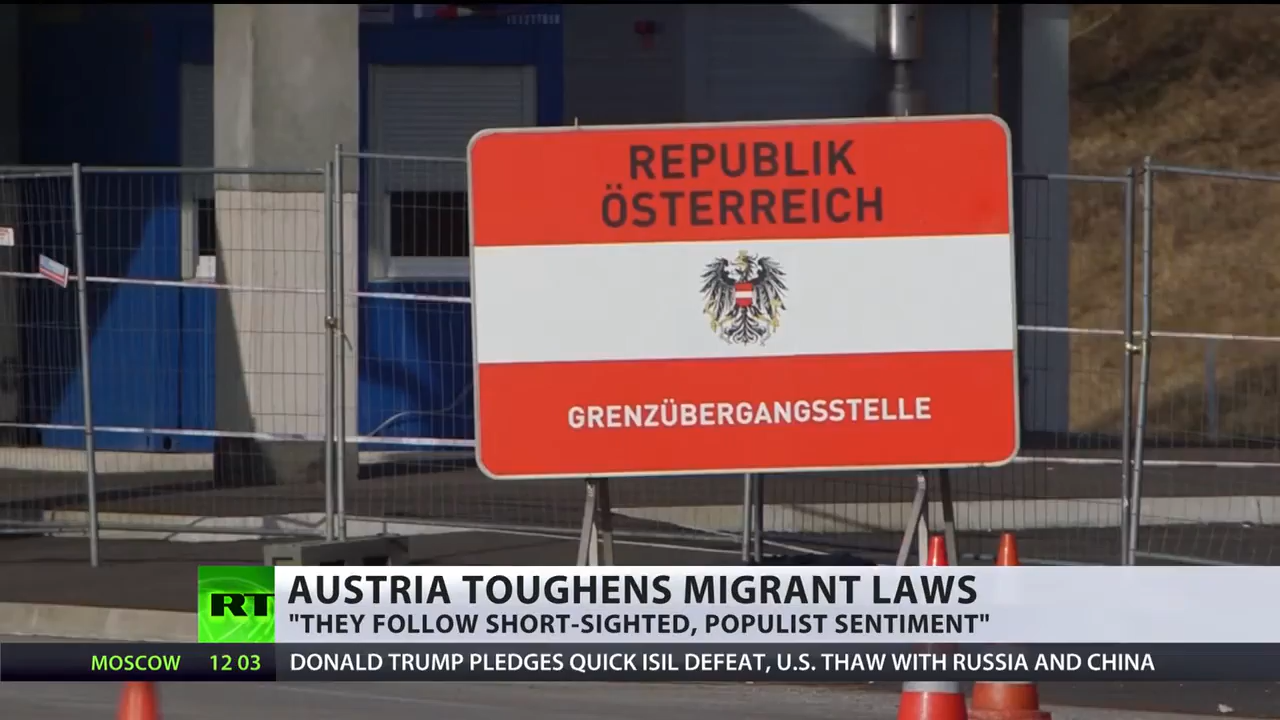 REPUBLIK
ÖSTERREICH
GRENZÜBERGANGSSTELLE
RT
AUSTRIA TOUGHENS MIGRANT LAWS
"THEY FOLLOW SHORT-SIGHTED, POPULIST SENTIMENT"
MOSCOW 12 03 DONALD TRUMP PLEDGES QUICK ISIL DEFEAT, U.S. THAW WITH RUSSIA AND CHINA